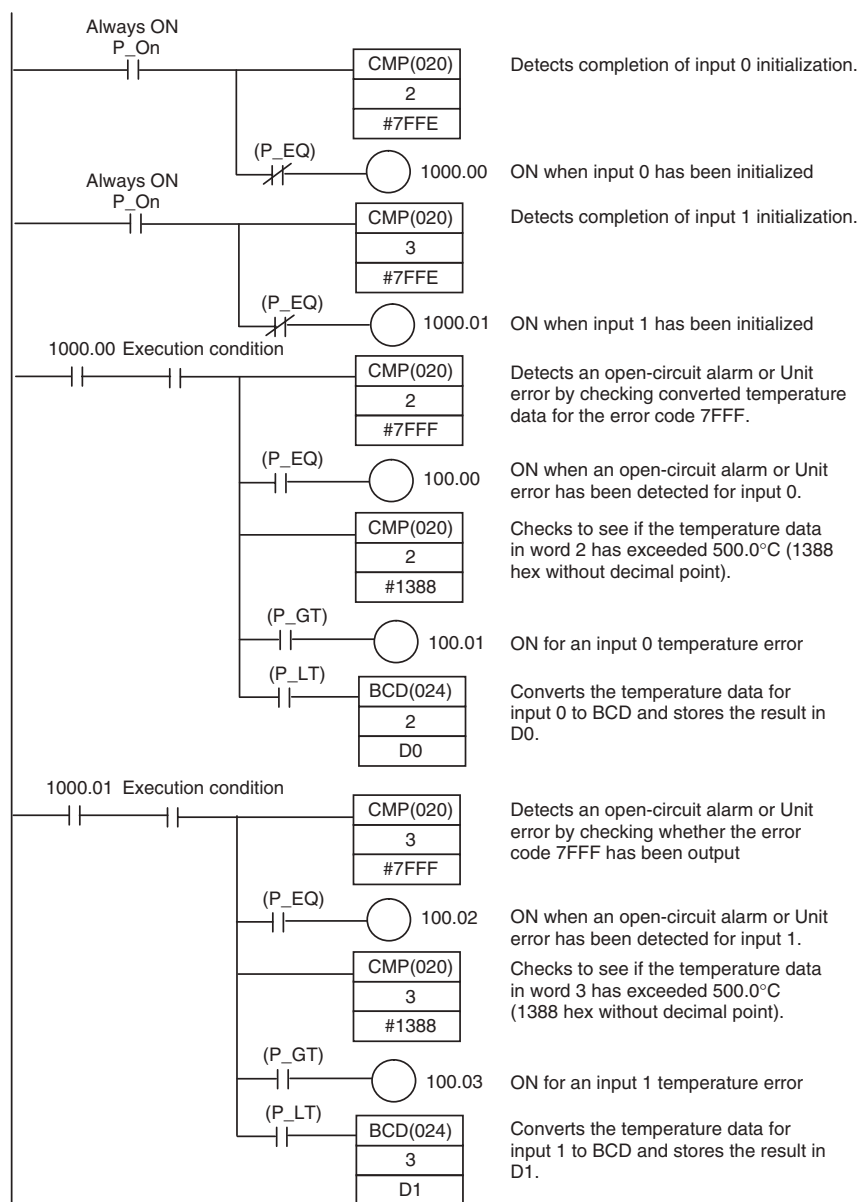 Always ON
P_On
CMP(020)
2
#7FFE
Detects completion of input 0 initialization.
(P_EQ)
1000.00
ON when input 0 has been initialized
Always ON
P_On
CMP(020)
3
#7FFE
Detects completion of input 1 initialization.
(P_EQ)
1000.01
ON when input 1 has been initialized
1000.00 Execution condition
CMP(020)
2
#7FFF
Detects an open-circuit alarm or Unit
error by checking converted temperature
data for the error code 7FFF.
(P_EQ)
100.00
ON when an open-circuit alarm or Unit
error has been detected for input 0.
CMP(020)
2
#1388
Checks to see if the temperature data
in word 2 has exceeded 500.0°C (1388
hex without decimal point).
(P_GT)
100.01
ON for an input 0 temperature error
(P_LT)
BCD(024)
2
D0
Converts the temperature data for
input 0 to BCD and stores the result in
D0.
1000.01 Execution condition
CMP(020)
3
#7FFF
Detects an open-circuit alarm or Unit
error by checking whether the error
code 7FFF has been output
(P_EQ)
100.02
ON when an open-circuit alarm or Unit
error has been detected for input 1.
CMP(020)
3
#1388
Checks to see if the temperature data
in word 3 has exceeded 500.0°C
(1388 hex without decimal point).
(P_GT)
100.03
ON for an input 1 temperature error
(P_LT)
BCD(024)
3
D1
Converts the temperature data for
input 1 to BCD and stores the result in
D1.